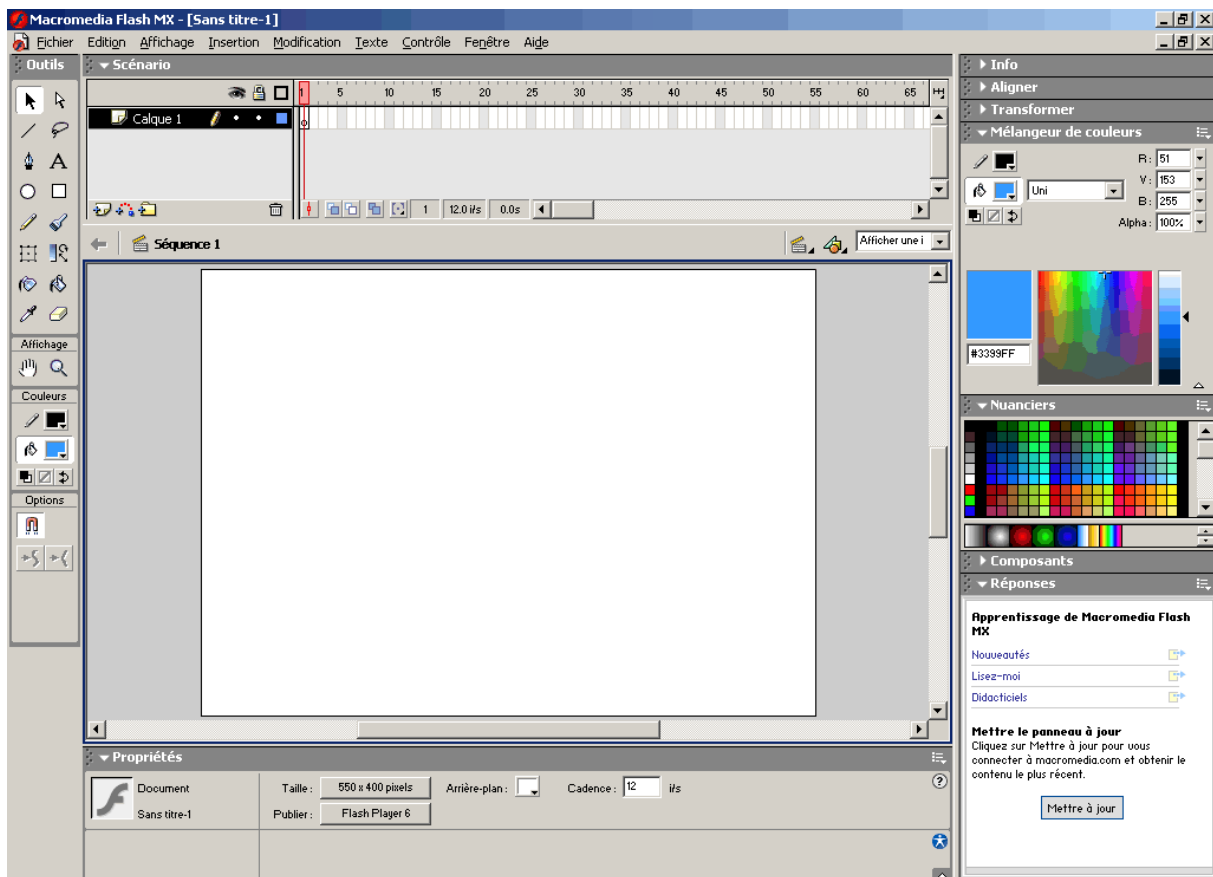 Macromedia Flash MX - [Sans titre-1]
Fichier Edition Affichage Insertion Modification Texte Contrôle Fenêtre Aide
Outils
Scénario
1 5 10 15 20 25 30 35 40 45 50 55 60 65
Calque 1
1 12.0 i/s 0.0s
Séquence 1
Afficher une i
A
Affichage
Couleurs
Options
Propriétés
Document
Sans titre-1
Taille : 550 x 400 pixels Arrière-plan : Cadence : 12 i/s
Publier : Flash Player 6
Info
Aligner
Transformer
Mélangeur de couleurs
R: 51
Uni
V: 153
B: 255
Alpha: 100%
#3399FF
Nuanciers
Composants
Réponses
Apprentissage de Macromedia Flash
MX
Nouveautés
Lisez-moi
Didacticiels
Mettre le panneau à jour
Cliquez sur Mettre à jour pour vous
connecter à macromedia.com et obtenir le
contenu le plus récent.
Mettre à jour